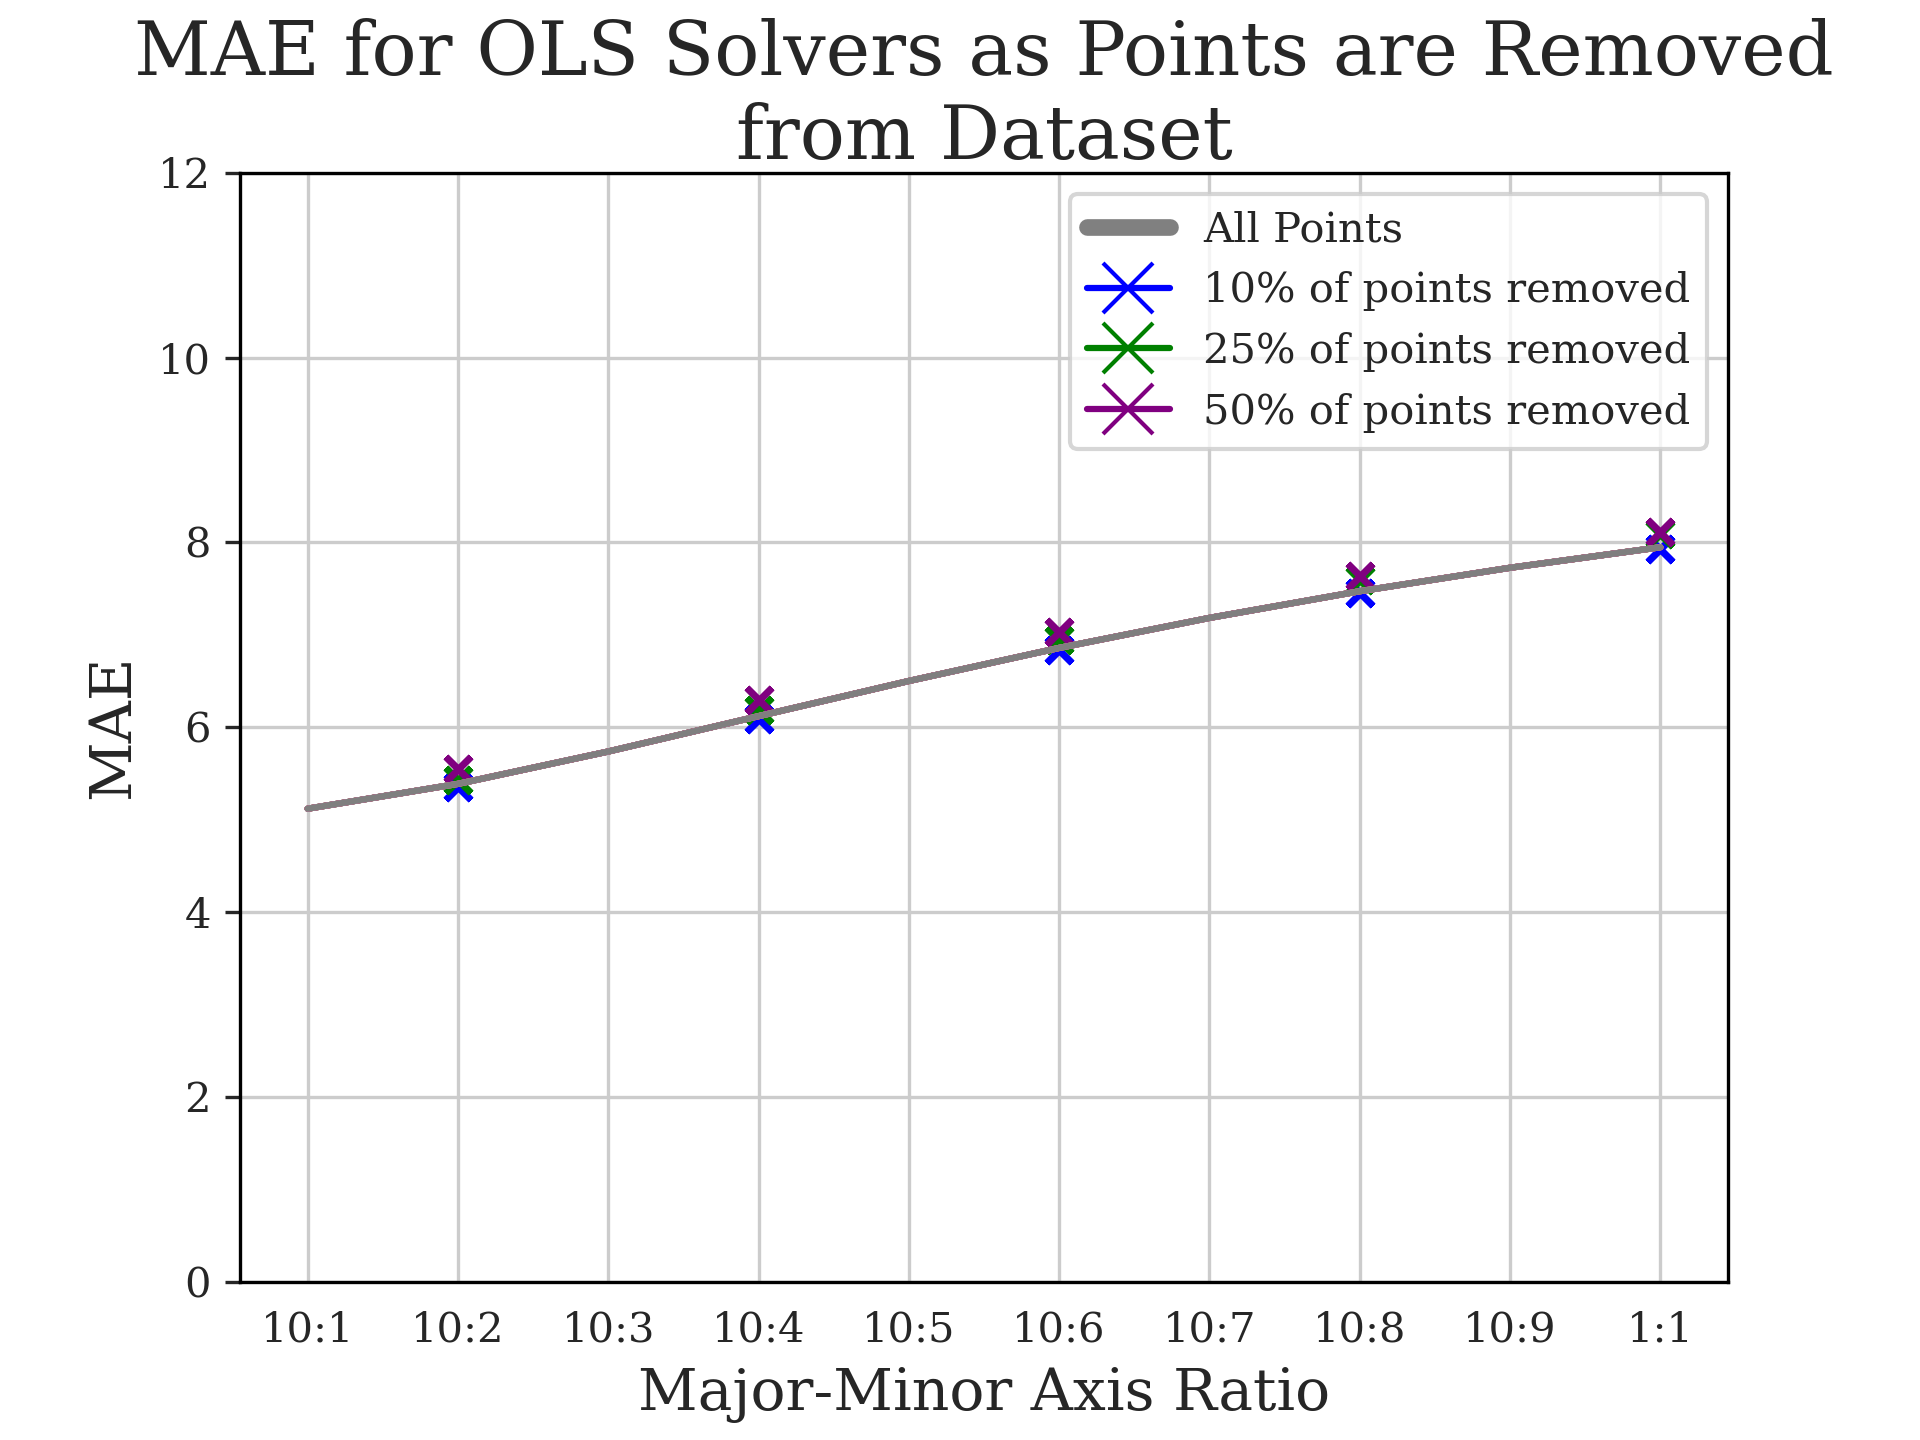 MAE for OLS Solvers as Points are Removed
from Dataset
12
10
8
6
4
2
0
MAE
All Points
10% of points removed
25% of points removed
50% of points removed
10:1 10:2 10:3 10:4 10:5 10:6 10:7 10:8 10:9 1:1
Major-Minor Axis Ratio